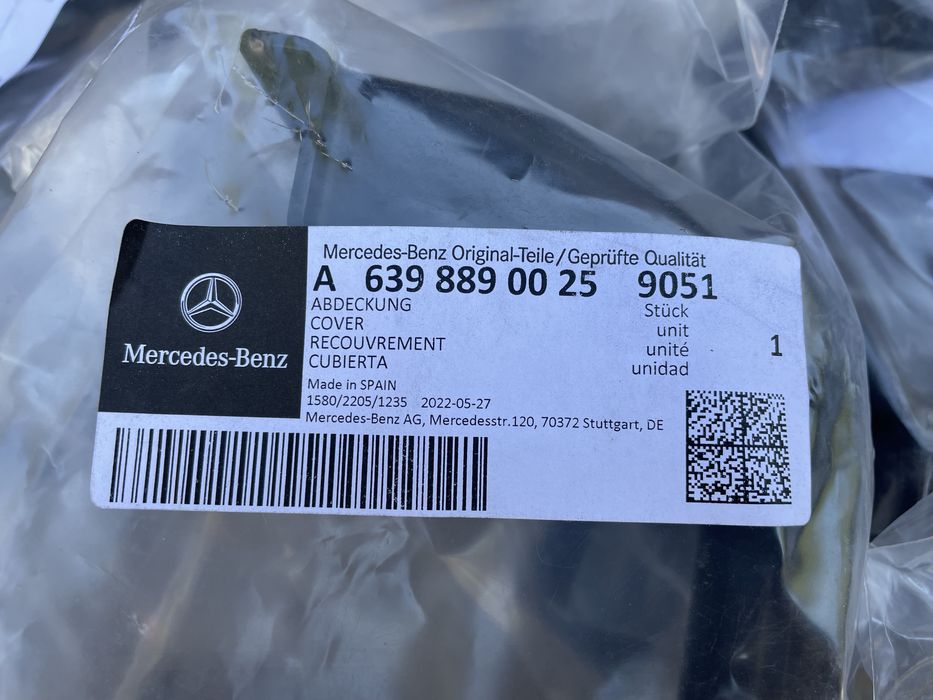 Mercedes-Benz
Mercedes-Benz Original-Teile/Geprüfte Qualität
A 639 889 00 25 9051
ABDECKUNG Stück
COVER unit
RECOUVREMENT unité 1
CUBIERTA unidad
Made in SPAIN
1580/2205/1235 2022-05-27
Mercedes-Benz AG, Mercedesstr.120, 70372 Stuttgart, DE